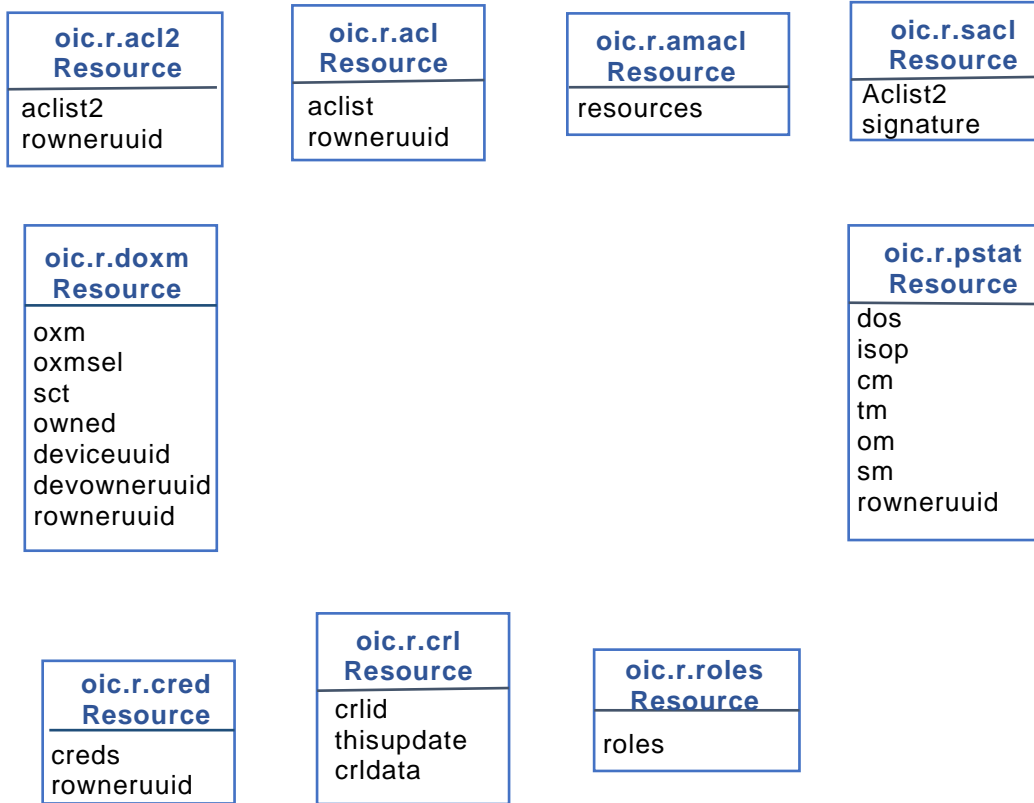 oic.r.acl2
Resource
aclist2
rowneruuid
oic.r.acl
Resource
aclist
rowneruuid
oic.r.amacl
Resource
resources
oic.r.sacl
Resource
Aclist2
signature
oic.r.doxm
Resource
oxm
oxmsel
sct
owned
deviceuuid
devowneruuid
rowneruuid
oic.r.pstat
Resource
dos
isop
cm
tm
om
sm
rowneruuid
oic.r.cred
Resource
creds
rowneruuid
oic.r.crl
Resource
crlid
thisupdate
crldata
oic.r.roles
Resource
roles